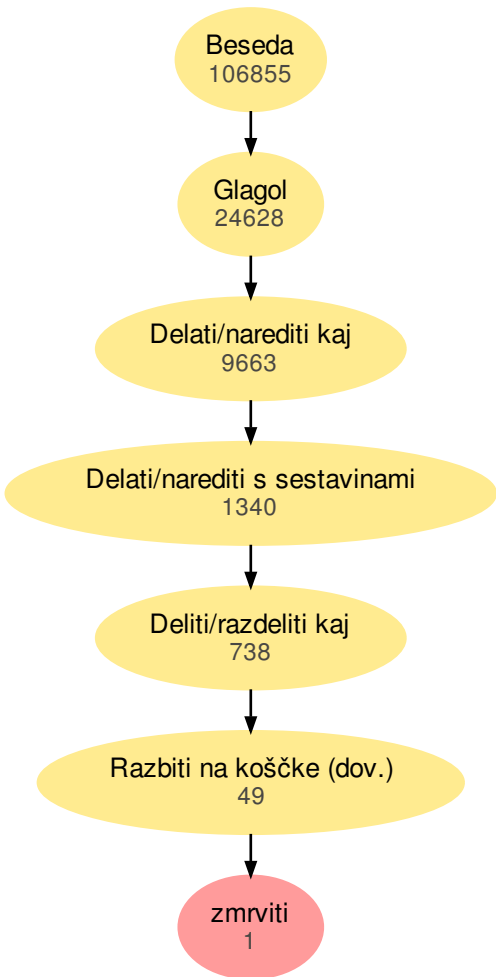 Beseda
106855
Glagol
24628
Delati/narediti kaj
9663
Delati/narediti s sestavinami
1340
Deliti/razdeliti kaj
738
Razbiti na koščke (dov.)
49
zmrviti
1